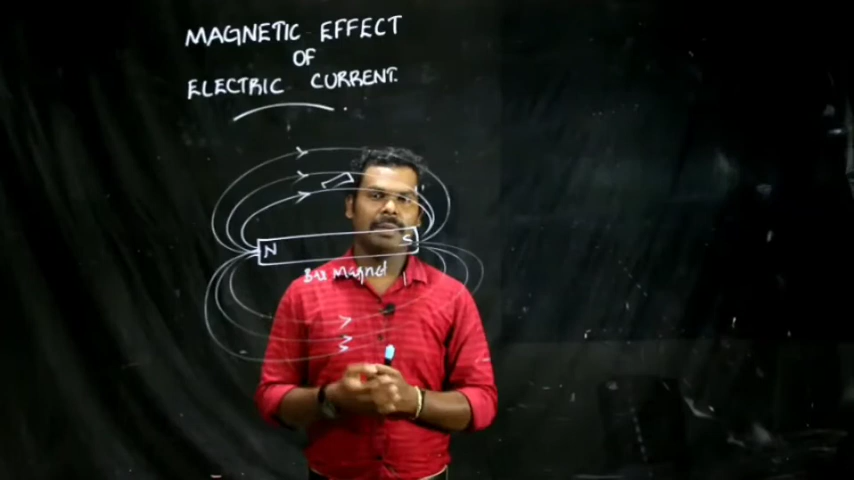 MAGNETIC EFFECT
OF
ELECTRIC CURRENT.
N
S
Bar Magnet